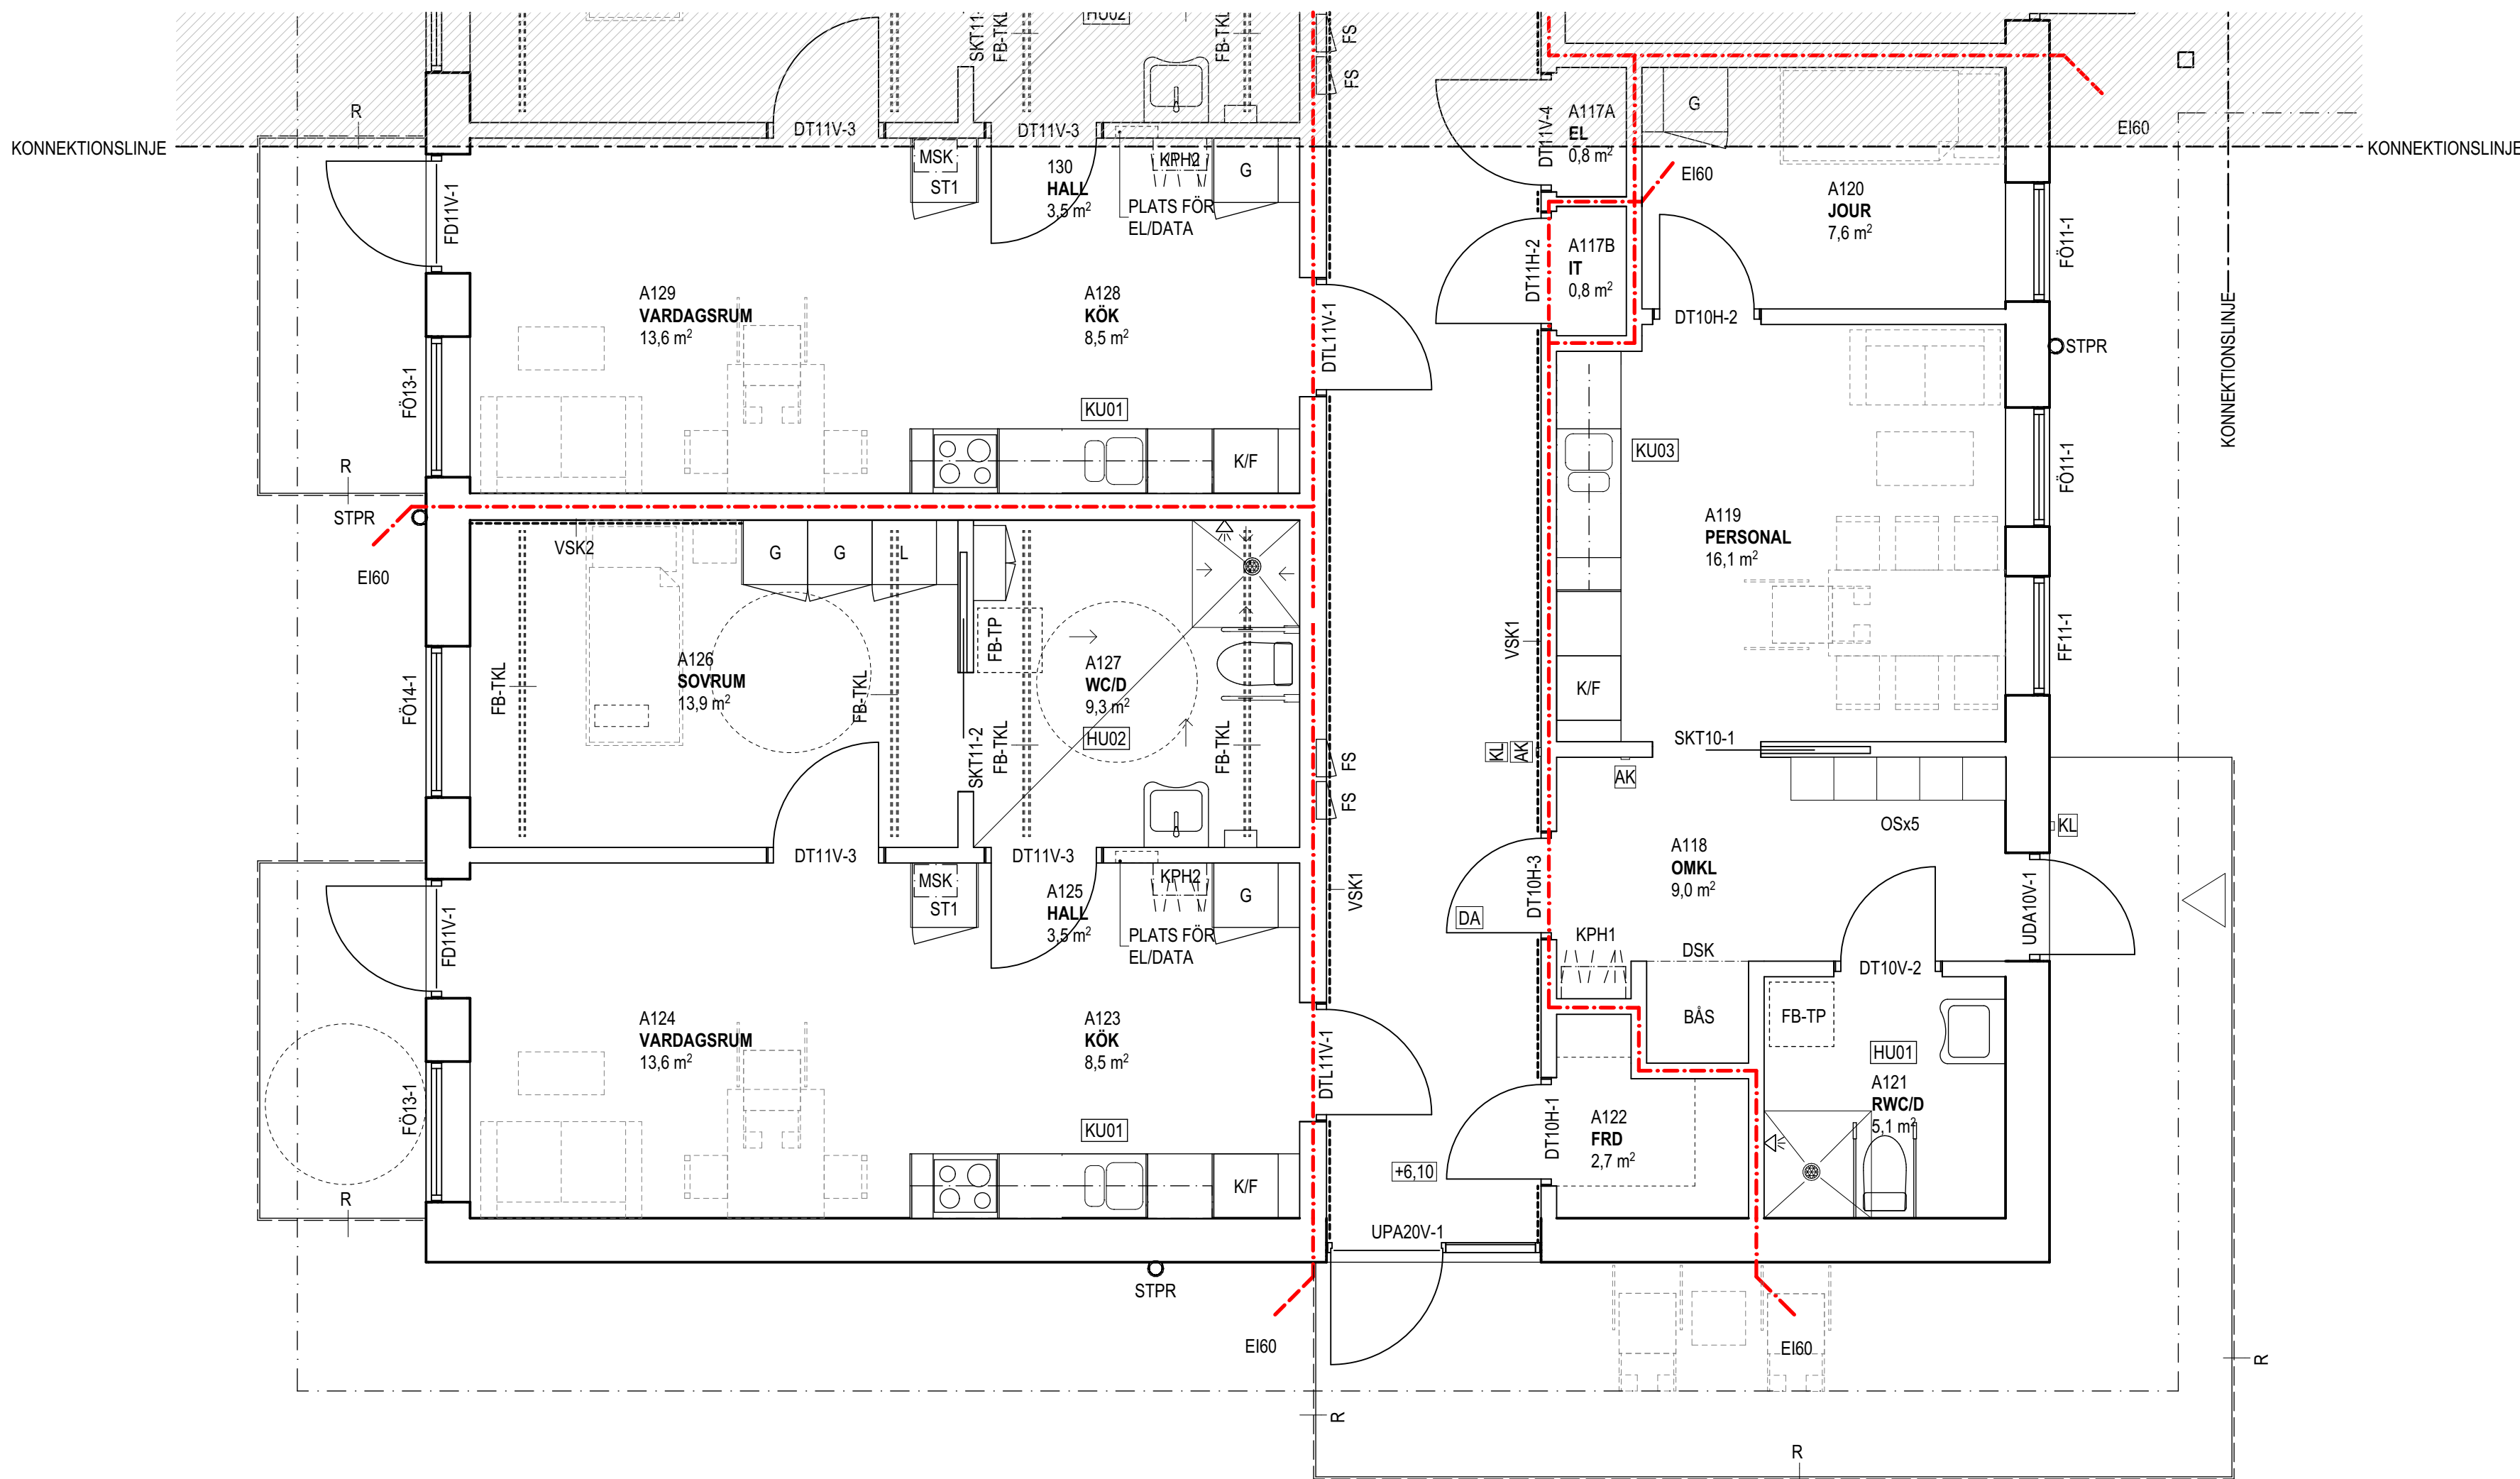 HU02
SKT11-
FB-TKL
FB-TKL
FS
FS
R
DT11V-3
DT11V-3
DT11V-4
A117A
EL
0,8 m²
G
EI60
KONNEKTIONSLINJE
KONNEKTIONSLINJE
MSK
ST1
130
HALL
3,5 m²
KPH2
G
PLATS FÖR
EL/DATA
EI60
A120
JOUR
7,6 m²
FD11V-1
FÖ11-1
A117B
IT
0,8 m²
DT11H-2
DT10H-2
KONNEKTIONSLINJE
A129
VARDAGSRUM
13,6 m²
A128
KÖK
8,5 m²
DTL11V-1
STPR
FÖ13-1
KU01
KU03
FÖ11-1
R
K/F
STPR
VSK2
EI60
G
G
L
A119
PERSONAL
16,1 m²
FB-TP
VSK1
FF11-1
FÖ14-1
FB-TKL
A126
SOVRUM
13,9 m²
FB-TKL
A127
WC/D
9,3 m²
HU02
K/F
SKT11-2
FB-TKL
FB-TKL
FS
FS
KL
AK
SKT10-1
AK
OSx5
KL
DT11V-3
DT11V-3
MSK
ST1
A125
HALL
3,5 m²
KPH2
G
PLATS FÖR
EL/DATA
VSK1
A118
OMKL
9,0 m²
DT10H-3
DA
UDA10V-1
FD11V-1
KPH1
DSK
DT10V-2
A124
VARDAGSRUM
13,6 m²
A123
KÖK
8,5 m²
BÅS
FB-TP
HU01
DTL11V-1
FÖ13-1
A121
RWC/D
5,1 m²
KU01
DT10H-1
A122
FRD
2,7 m²
+6,10
K/F
R
UPA20V-1
STPR
EI60
EI60
R
R
R